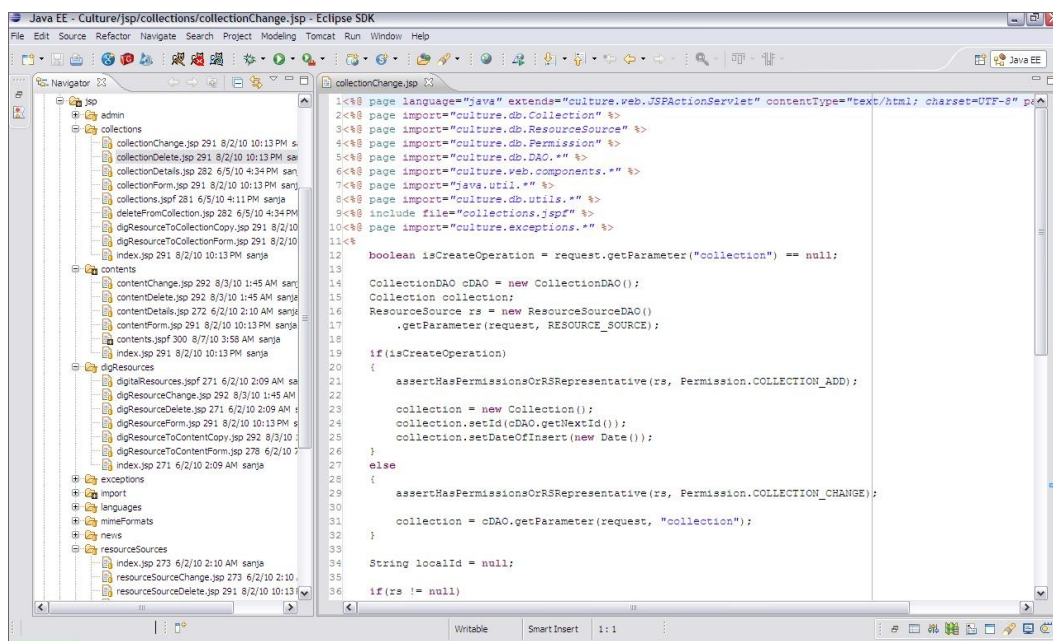 Java EE - Culture/jsp/collections/collectionChange.jsp - Eclipse SDK
File Edit Source Refactor Navigate Search Project Modeling Tomcat Run Window Help
Java EE
Navigator
jsp
admin
collections
collectionChange.jsp 291 8/2/10 10:13 PM s
collectionDelete.jsp 291 8/2/10 10:13 PM sa
collectionDetails.jsp 282 6/5/10 4:34 PM
collectionForm.jsp 291 8/2/10 10:13 PM sanj
collections.jspf 281 6/5/10 4:11 PM sanja
deleteFromCollection.jsp 282 6/5/10 4:34 PM
digResourceToCollectionCopy.jsp 291 8/2/10
digResourceToCollectionForm.jsp 291 8/2/10
index.jsp 291 8/2/10 10:13 PM sanja
contents
contentChange.jsp 292 8/3/10 1:45 AM sanj
contentDelete.jsp 292 8/3/10 1:45 AM sanja
contentDetails.jsp 272 6/2/10 2:10 AM sanja
contentForm.jsp 291 8/2/10 10:13 PM sanja
contents.jspf 300 8/7/10 3:58 AM sanja
index.jsp 291 8/2/10 10:13 PM sanja
digResources
digitalResources.jspf 271 6/2/10 2:09 AM sa
digResourceChange.jsp 292 8/3/10 1:45 AM
digResourceDelete.jsp 271 6/2/10 2:09 AM s
digResourceForm.jsp 291 8/2/10 10:13 PM s
digResourceToContentCopy.jsp 292 8/3/10
digResourceToContentForm.jsp 278 6/2/10 7
index.jsp 271 6/2/10 2:09 AM sanja
exceptions
import
languages
mimeFormats
news
resourceSources
index.jsp 273 6/2/10 2:10 AM sanja
resourceSourceChange.jsp 273 6/2/10 2:10
resourceSourceDelete.jsp 291 8/2/10 10:13
collectionChange.jsp
1<%@ page language="java" extends="culture.web.JSPActionServlet" contentType="text/html; charset=UTF-8" pa
2<%@ page import="culture.db.Collection" %>
3<%@ page import="culture.db.ResourceSource" %>
4<%@ page import="culture.db.Permission" %>
5<%@ page import="culture.db.DAO.*" %>
6<%@ page import="culture.web.components.*" %>
7<%@ page import="java.util.*" %>
8<%@ page import="culture.db.utils.*" %>
9<%@ include file="collections.jspf" %>
10<%@ page import="culture.exceptions.*" %>
11<%
12 boolean isCreateOperation = request.getParameter("collection") == null;
13
14 CollectionDAO cDAO = new CollectionDAO();
15 Collection collection;
16 ResourceSource rs = new ResourceSourceDAO()
17 .getParameter(request, RESOURCE_SOURCE);
18
19 if(isCreateOperation)
20 {
21 assertHasPermissionsOrRSRepresentative(rs, Permission.COLLECTION_ADD);
22
23 collection = new Collection();
24 collection.setId(cDAO.getNextId());
25 collection.setDateOfInsert(new Date());
26 }
27 else
28 {
29 assertHasPermissionsOrRSRepresentative(rs, Permission.COLLECTION_CHANGE);
30
31 collection = cDAO.getParameter(request, "collection");
32 }
33
34 String localId = null;
35
36 if(rs != null)
Writable Smart Insert 1 : 1